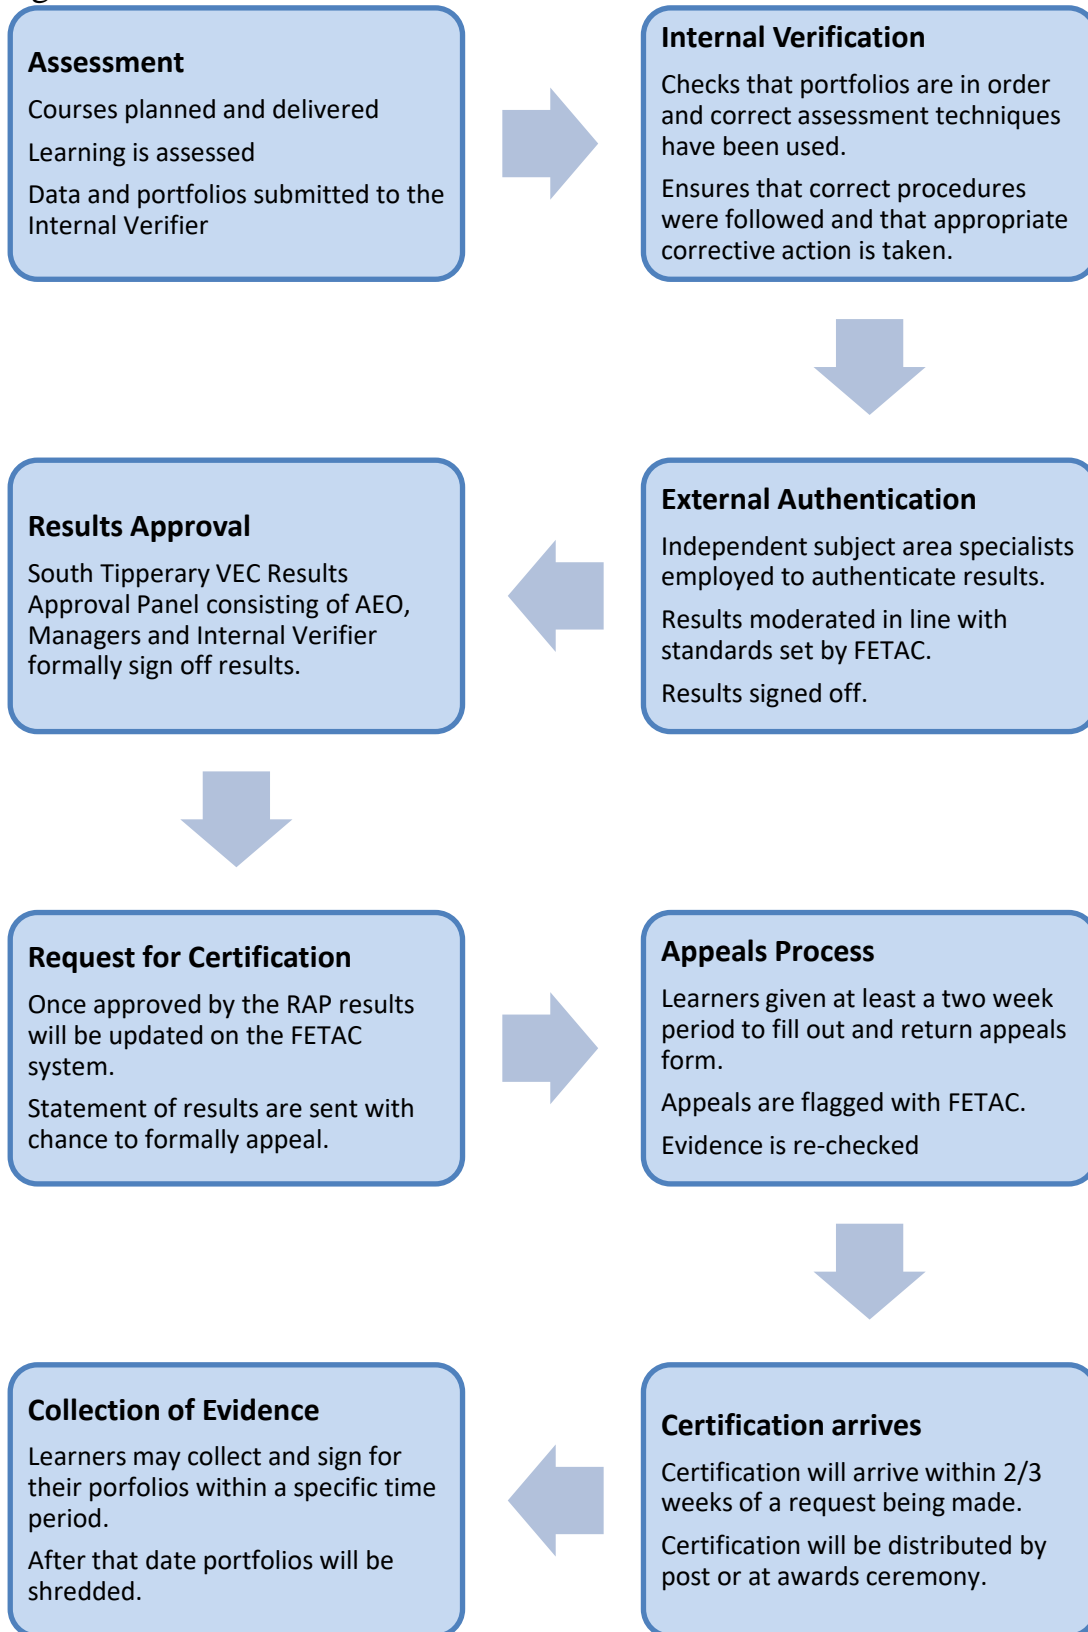 Assessment
Courses planned and delivered
Learning is assessed
Data and portfolios submitted to the
Internal Verifier
Internal Verification
Checks that portfolios are in order
and correct assessment techniques
have been used.
Ensures that correct procedures
were followed and that appropriate
corrective action is taken.
External Authentication
Independent subject area specialists
employed to authenticate results.
Results moderated in line with
standards set by FETAC.
Results signed off.
Results Approval
South Tipperary VEC Results
Approval Panel consisting of AEO,
Managers and Internal Verifier
formally sign off results.
Request for Certification
Once approved by the RAP results
will be updated on the FETAC
system.
Statement of results are sent with
chance to formally appeal.
Appeals Process
Learners given at least a two week
period to fill out and return appeals
form.
Appeals are flagged with FETAC.
Evidence is re-checked
Certification arrives
Certification will arrive within 2/3
weeks of a request being made.
Certification will be distributed by
post or at awards ceremony.
Collection of Evidence
Learners may collect and sign for
their porfolios within a specific time
period.
After that date portfolios will be
shredded.